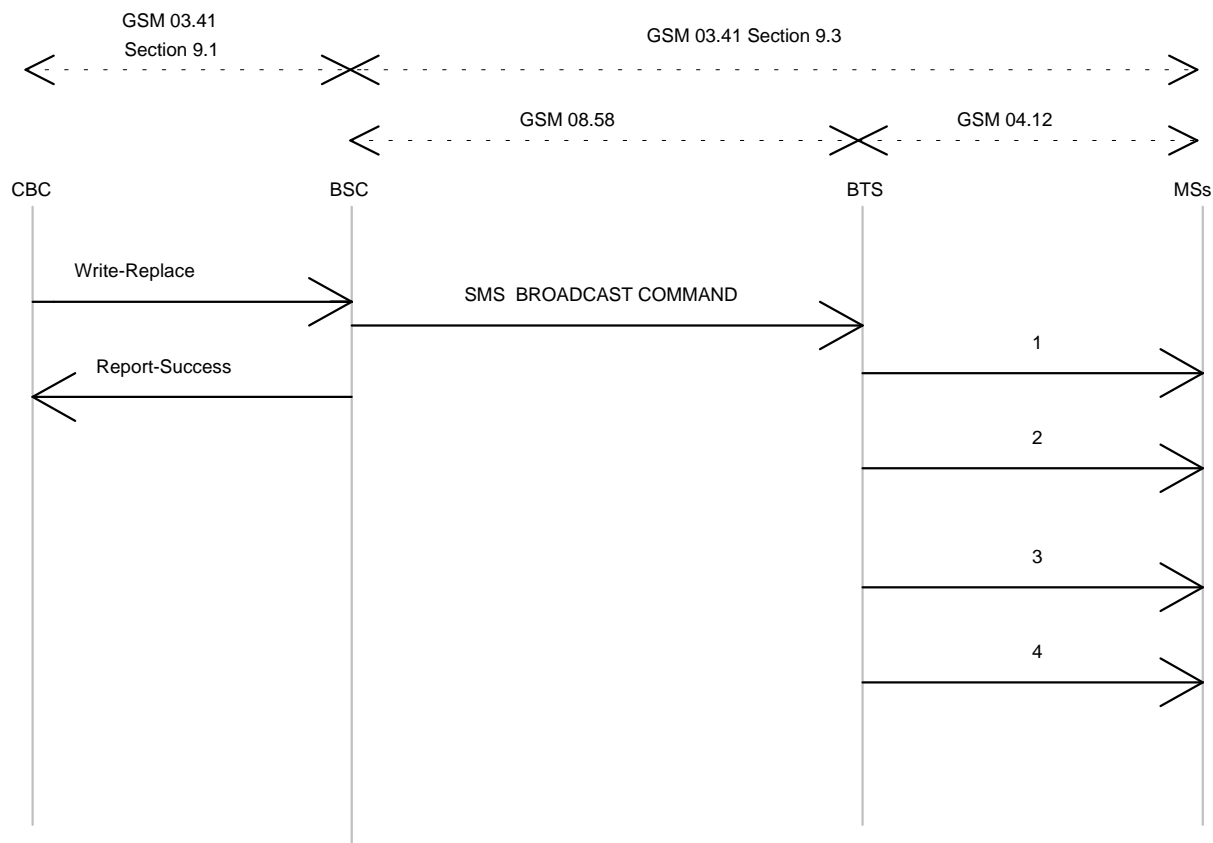 GSM 03.41
Section 9.1
GSM 03.41 Section 9.3
GSM 08.58
GSM 04.12
CBC
BSC
BTS
MSs
Write-Replace
SMS BROADCAST COMMAND
1
Report-Success
2
3
4